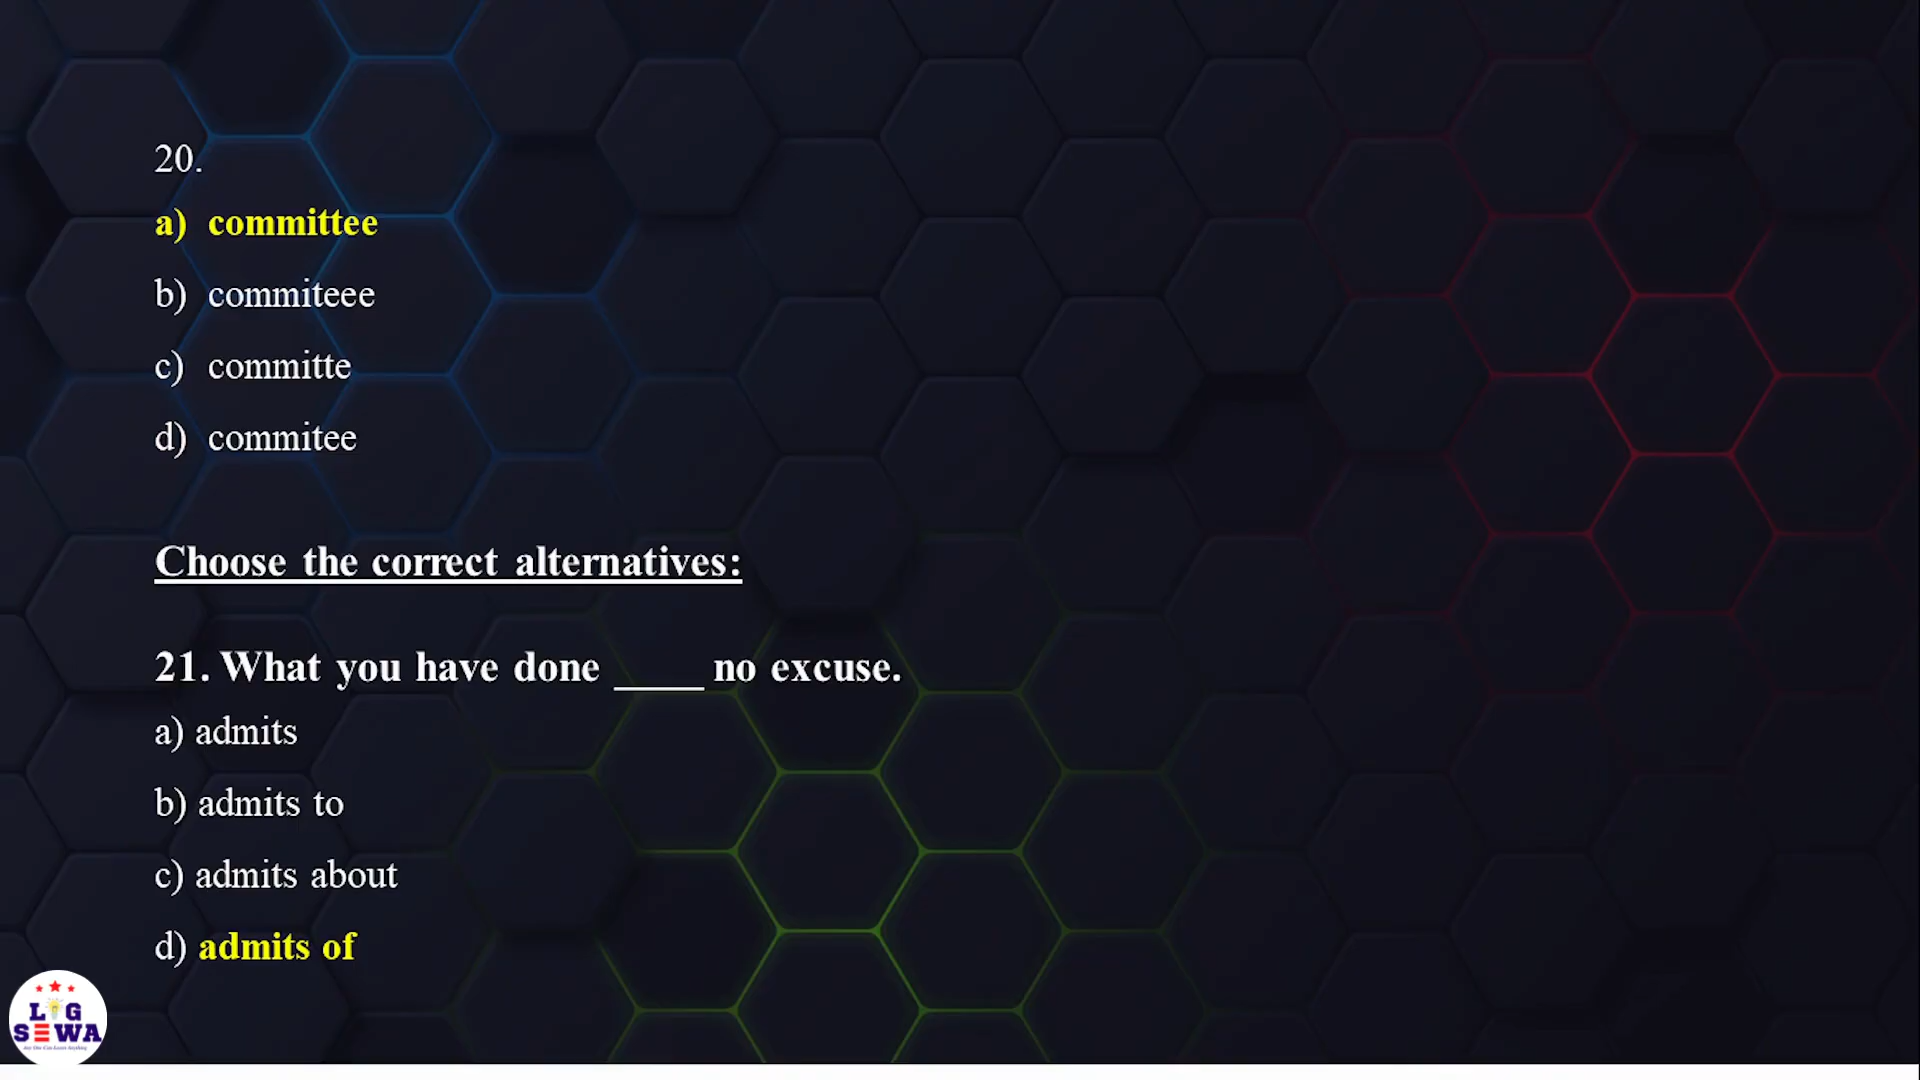 20.
a) committee
b) commiteee
c) committe
d) commitee
Choose the correct alternatives:
21. What you have done ____ no excuse.
a) admits
b) admits to
c) admits about
d) admits of
LIG
SEWA